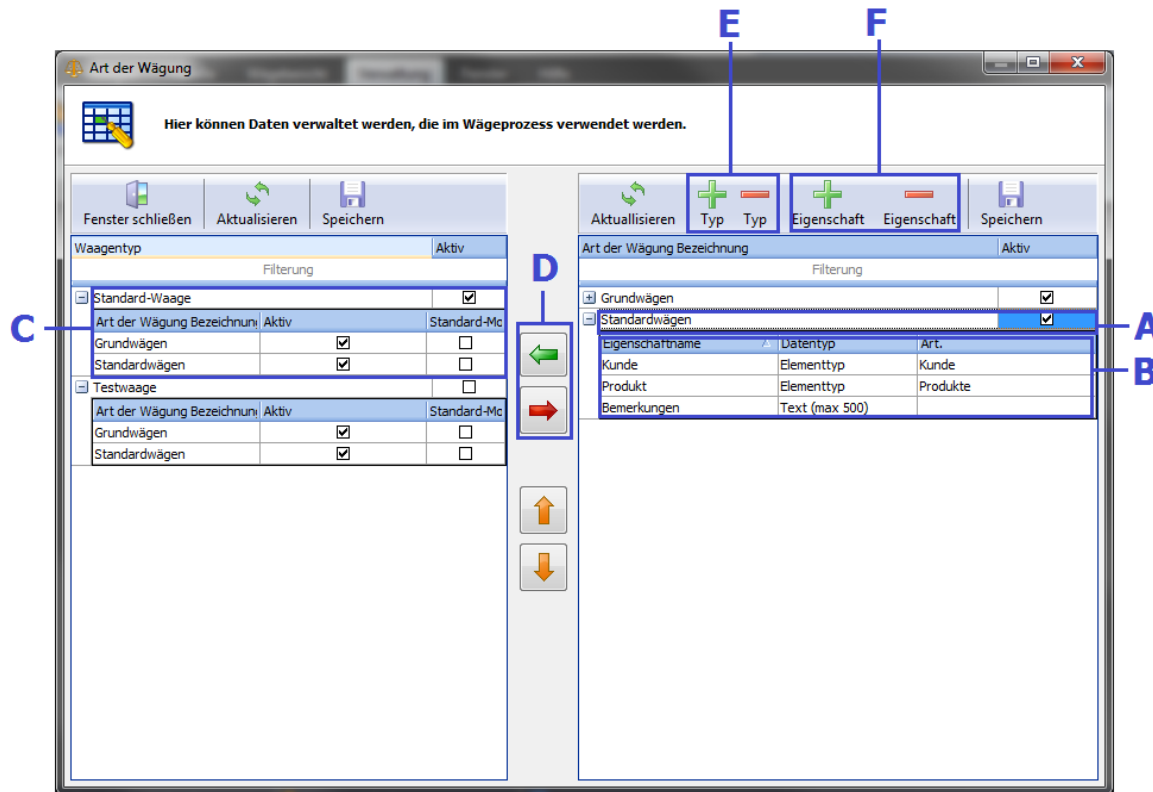 E F
Art der Wägung
Verwaltung
Hier können Daten verwaltet werden, die im Wägeprozess verwendet werden.
Fenster schließen Aktualisieren Speichern
Aktuallisieren Typ Typ Eigenschaft Eigenschaft Speichern
Waagentyp Aktiv
Art der Wägung Bezeichnung Aktiv
Filterung
Filterung
D
C
Standard-Waage
Art der Wägung Bezeichnung Aktiv Standard-Mo
Grundwägen
Standardwägen
Testwaage
Art der Wägung Bezeichnung Aktiv Standard-Mo
Grundwägen
Standardwägen
Grundwägen
Standardwägen
A
Eigenschaftname Datentyp Art.
B
Kunde Elementtyp Kunde
Produkt Elementtyp Produkte
Bemerkungen Text (max 500)